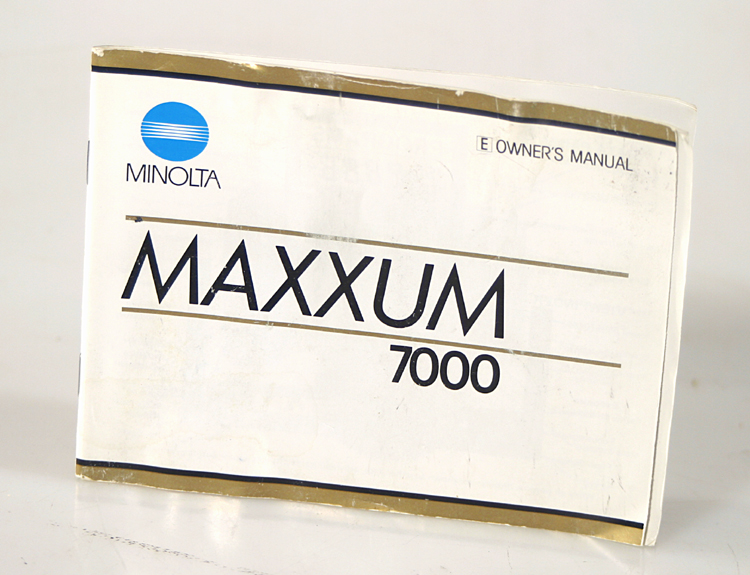 MINOLTA
E OWNER'S MANUAL
MAXXUM
7000